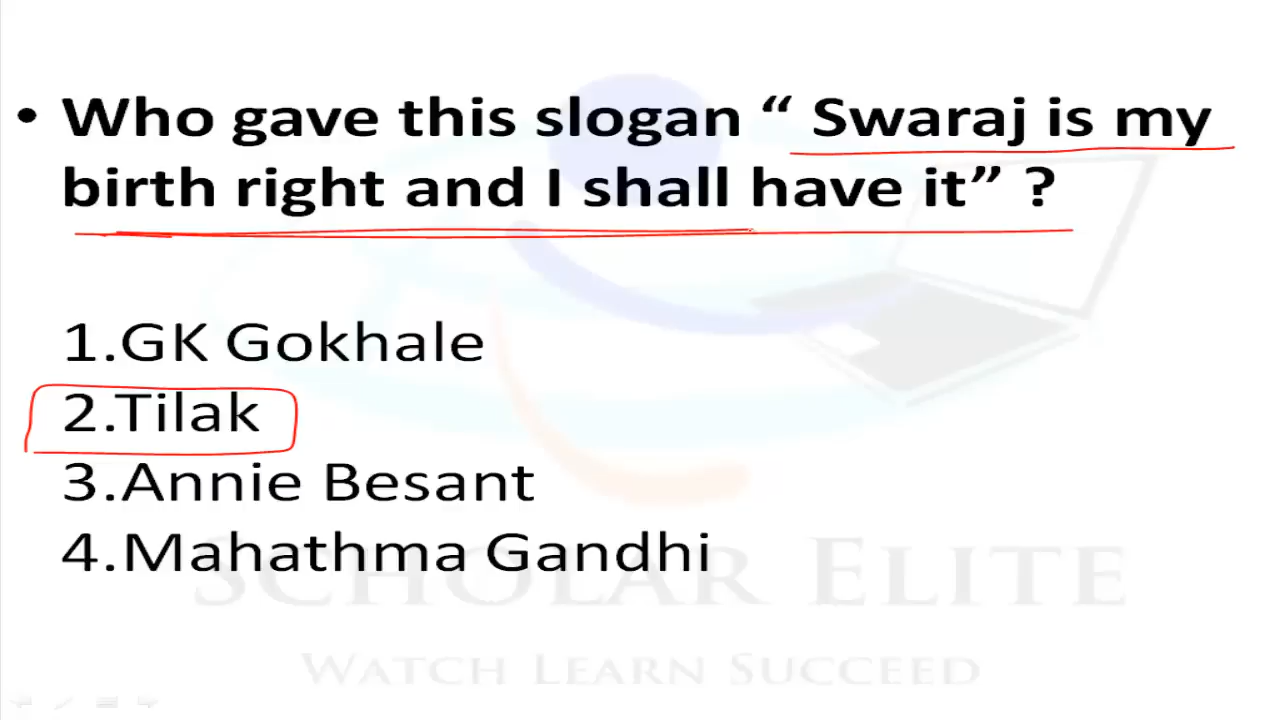 • Who gave this slogan “ Swaraj is my
birth right and I shall have it” ?
1.GK Gokhale
2.Tilak
3.Annie Besant
4.Mahathma Gandhi
SCHOLAR ELITE
WATCH LEARN SUCCEED